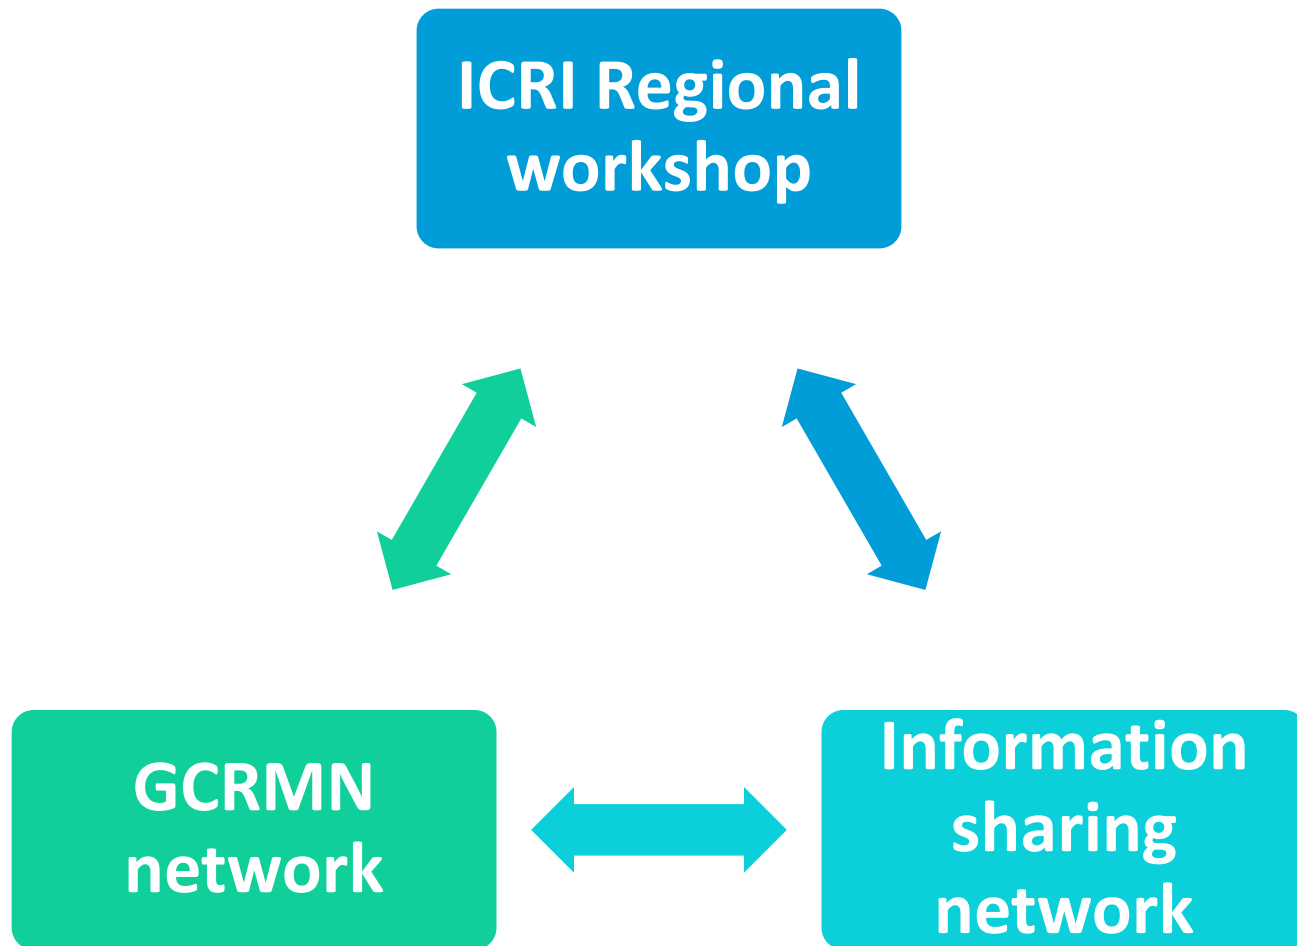 ICRI Regional
workshop
GCRMN
network
Information
sharing
network